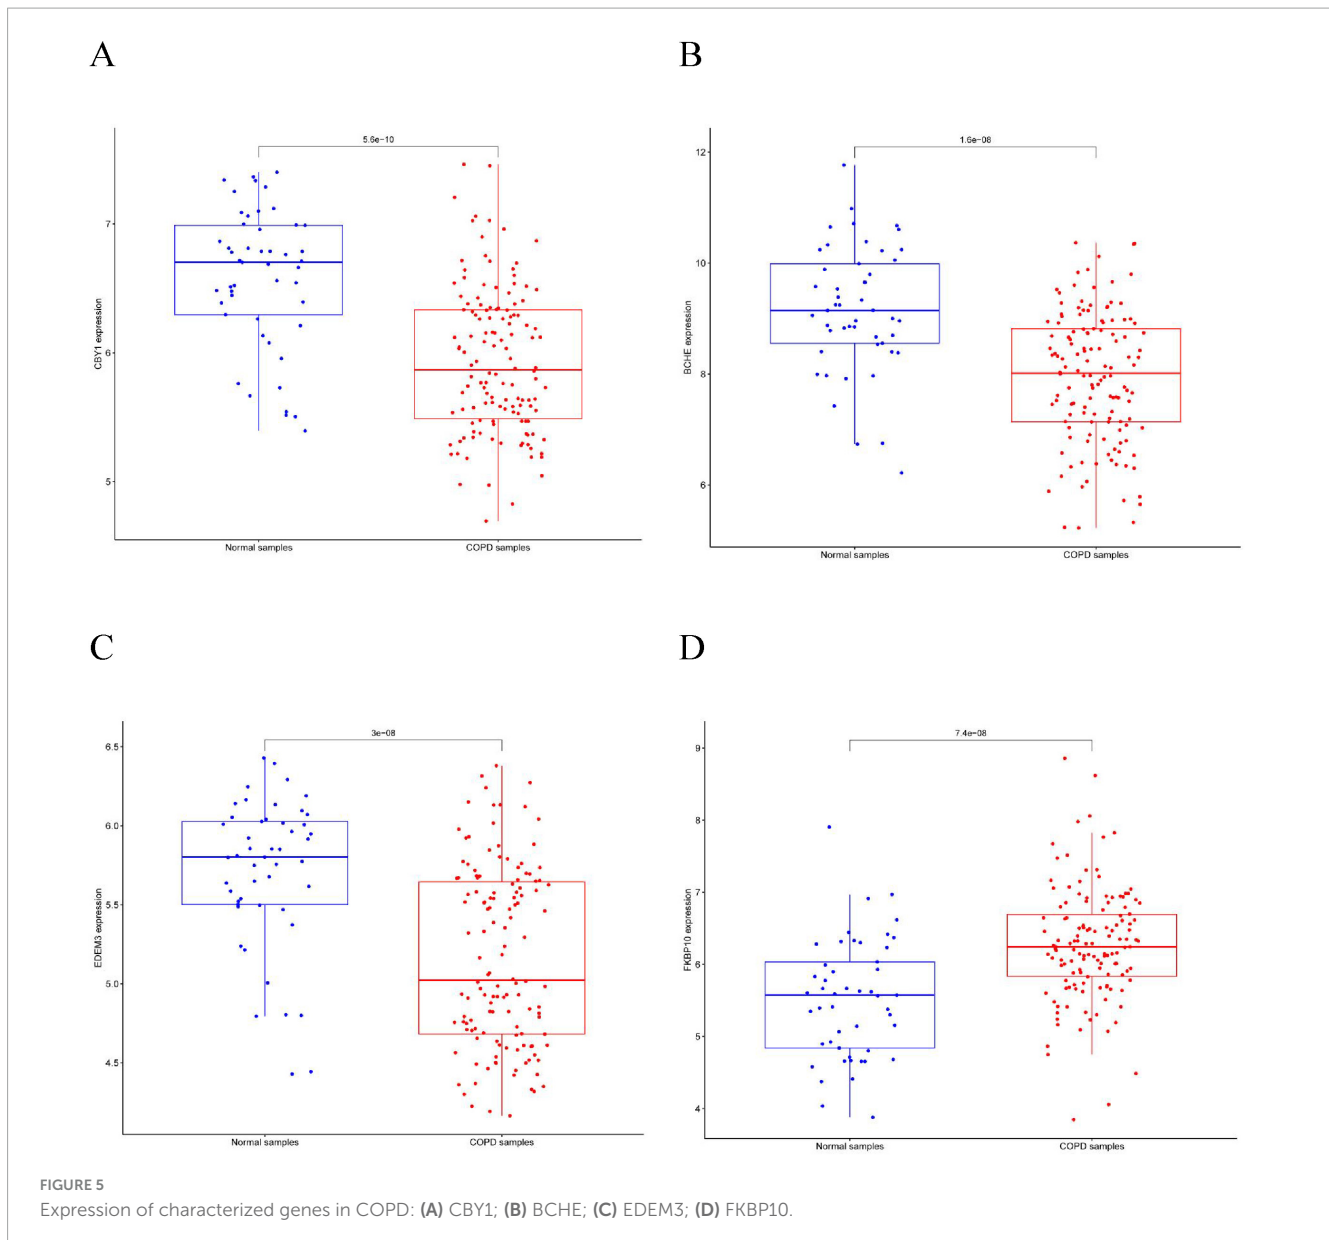 A
5.6e−10
7
6
5
CBY1 expression
Normal samples
COPD samples
B
1.6e−08
12
10
8
6
BCHE expression
Normal samples
COPD samples
C
3e−08
6.5
6.0
5.5
5.0
4.5
EDEM3 expression
Normal samples
COPD samples
D
7.4e−08
9
8
7
6
5
4
FKBP10 expression
Normal samples
COPD samples
FIGURE 5
Expression of characterized genes in COPD: (A) CBY1; (B) BCHE; (C) EDEM3; (D) FKBP10.